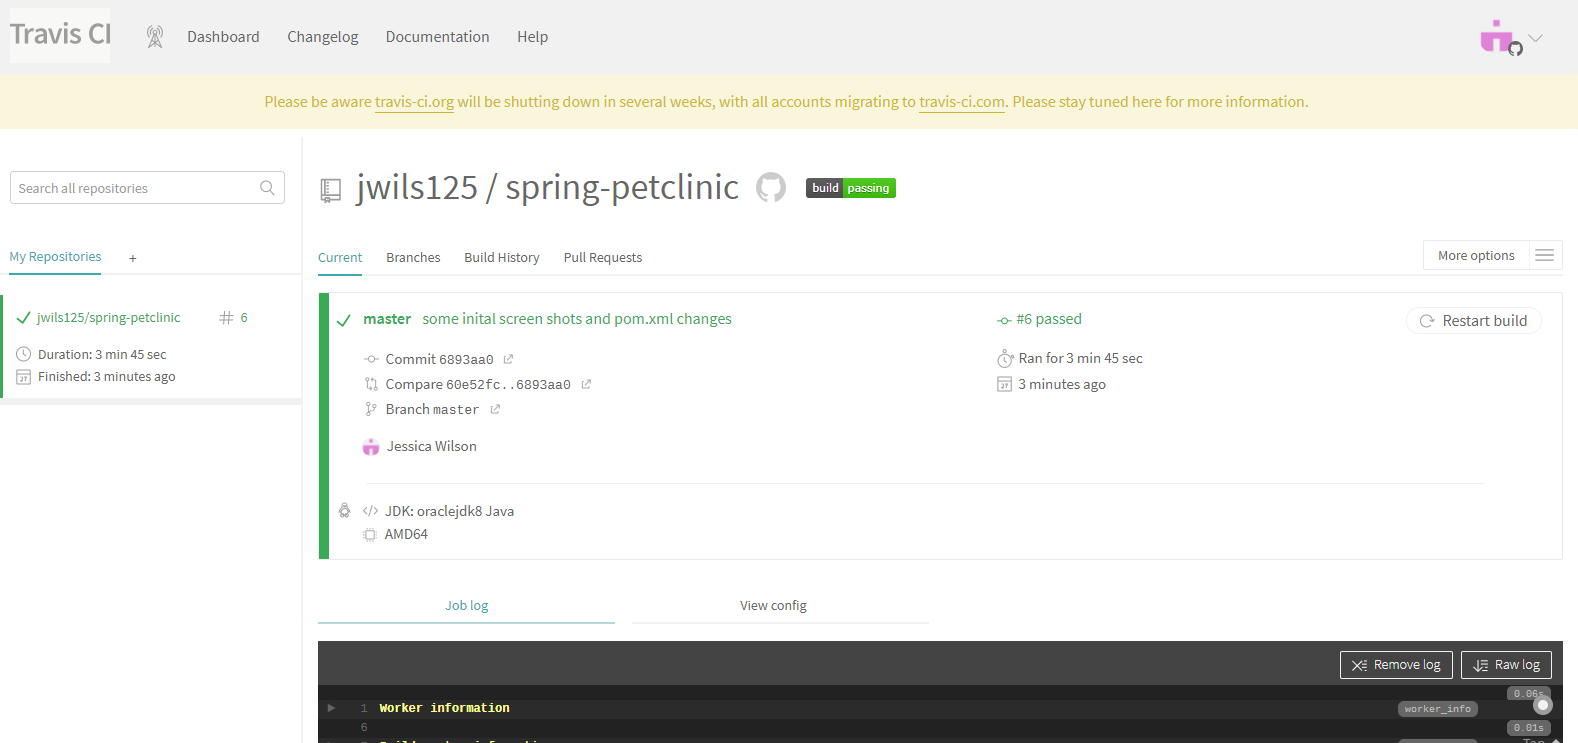 Travis CI
Dashboard Changelog Documentation Help
Please be aware travis-ci.org will be shutting down in several weeks, with all accounts migrating to travis-ci.com. Please stay tuned here for more information.
Search all repositories
My Repositories +
jwils125/spring-petclinic # 6
Duration: 3 min 45 sec
Finished: 3 minutes ago
jwils125 / spring-petclinic build passing
Current Branches Build History Pull Requests More options
master some inital screen shots and pom.xml changes
Commit 6893aa0
Compare 60e52fc..6893aa0
Branch master
Jessica Wilson
#6 passed
Ran for 3 min 45 sec
3 minutes ago
Restart build
JDK: oraclejdk8 Java
AMD64
Job log View config
Remove log Raw log
0.06s
1 Worker information worker_info
6 0.01s
Top